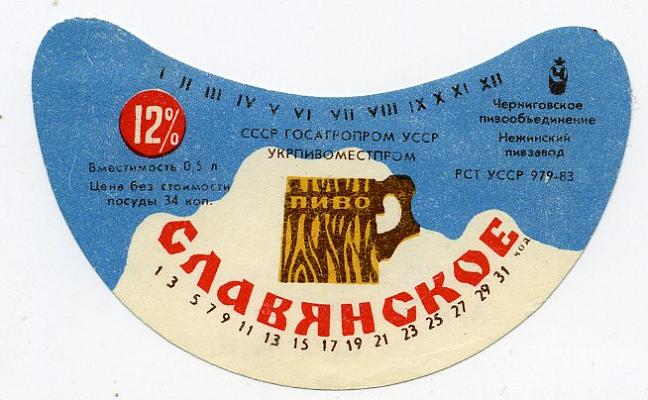 I II III IV V VI VII VIII IX X XI XII
12%
Вместимость 0,5 л
Цена без стоимости
посуды 34 коп.
СССР ГОСАГРОПРОМ УССР
УКРПИВОМЕСТПРОМ
Ч
Черниговское
пивообъединение
Нежинский
пивзавод
РСТ УССР 979-83
ПИВО
СЛАВЯНСКОЕ
1 3 5 7 9 11 13 15 17 19 21 23 25 27 29 31